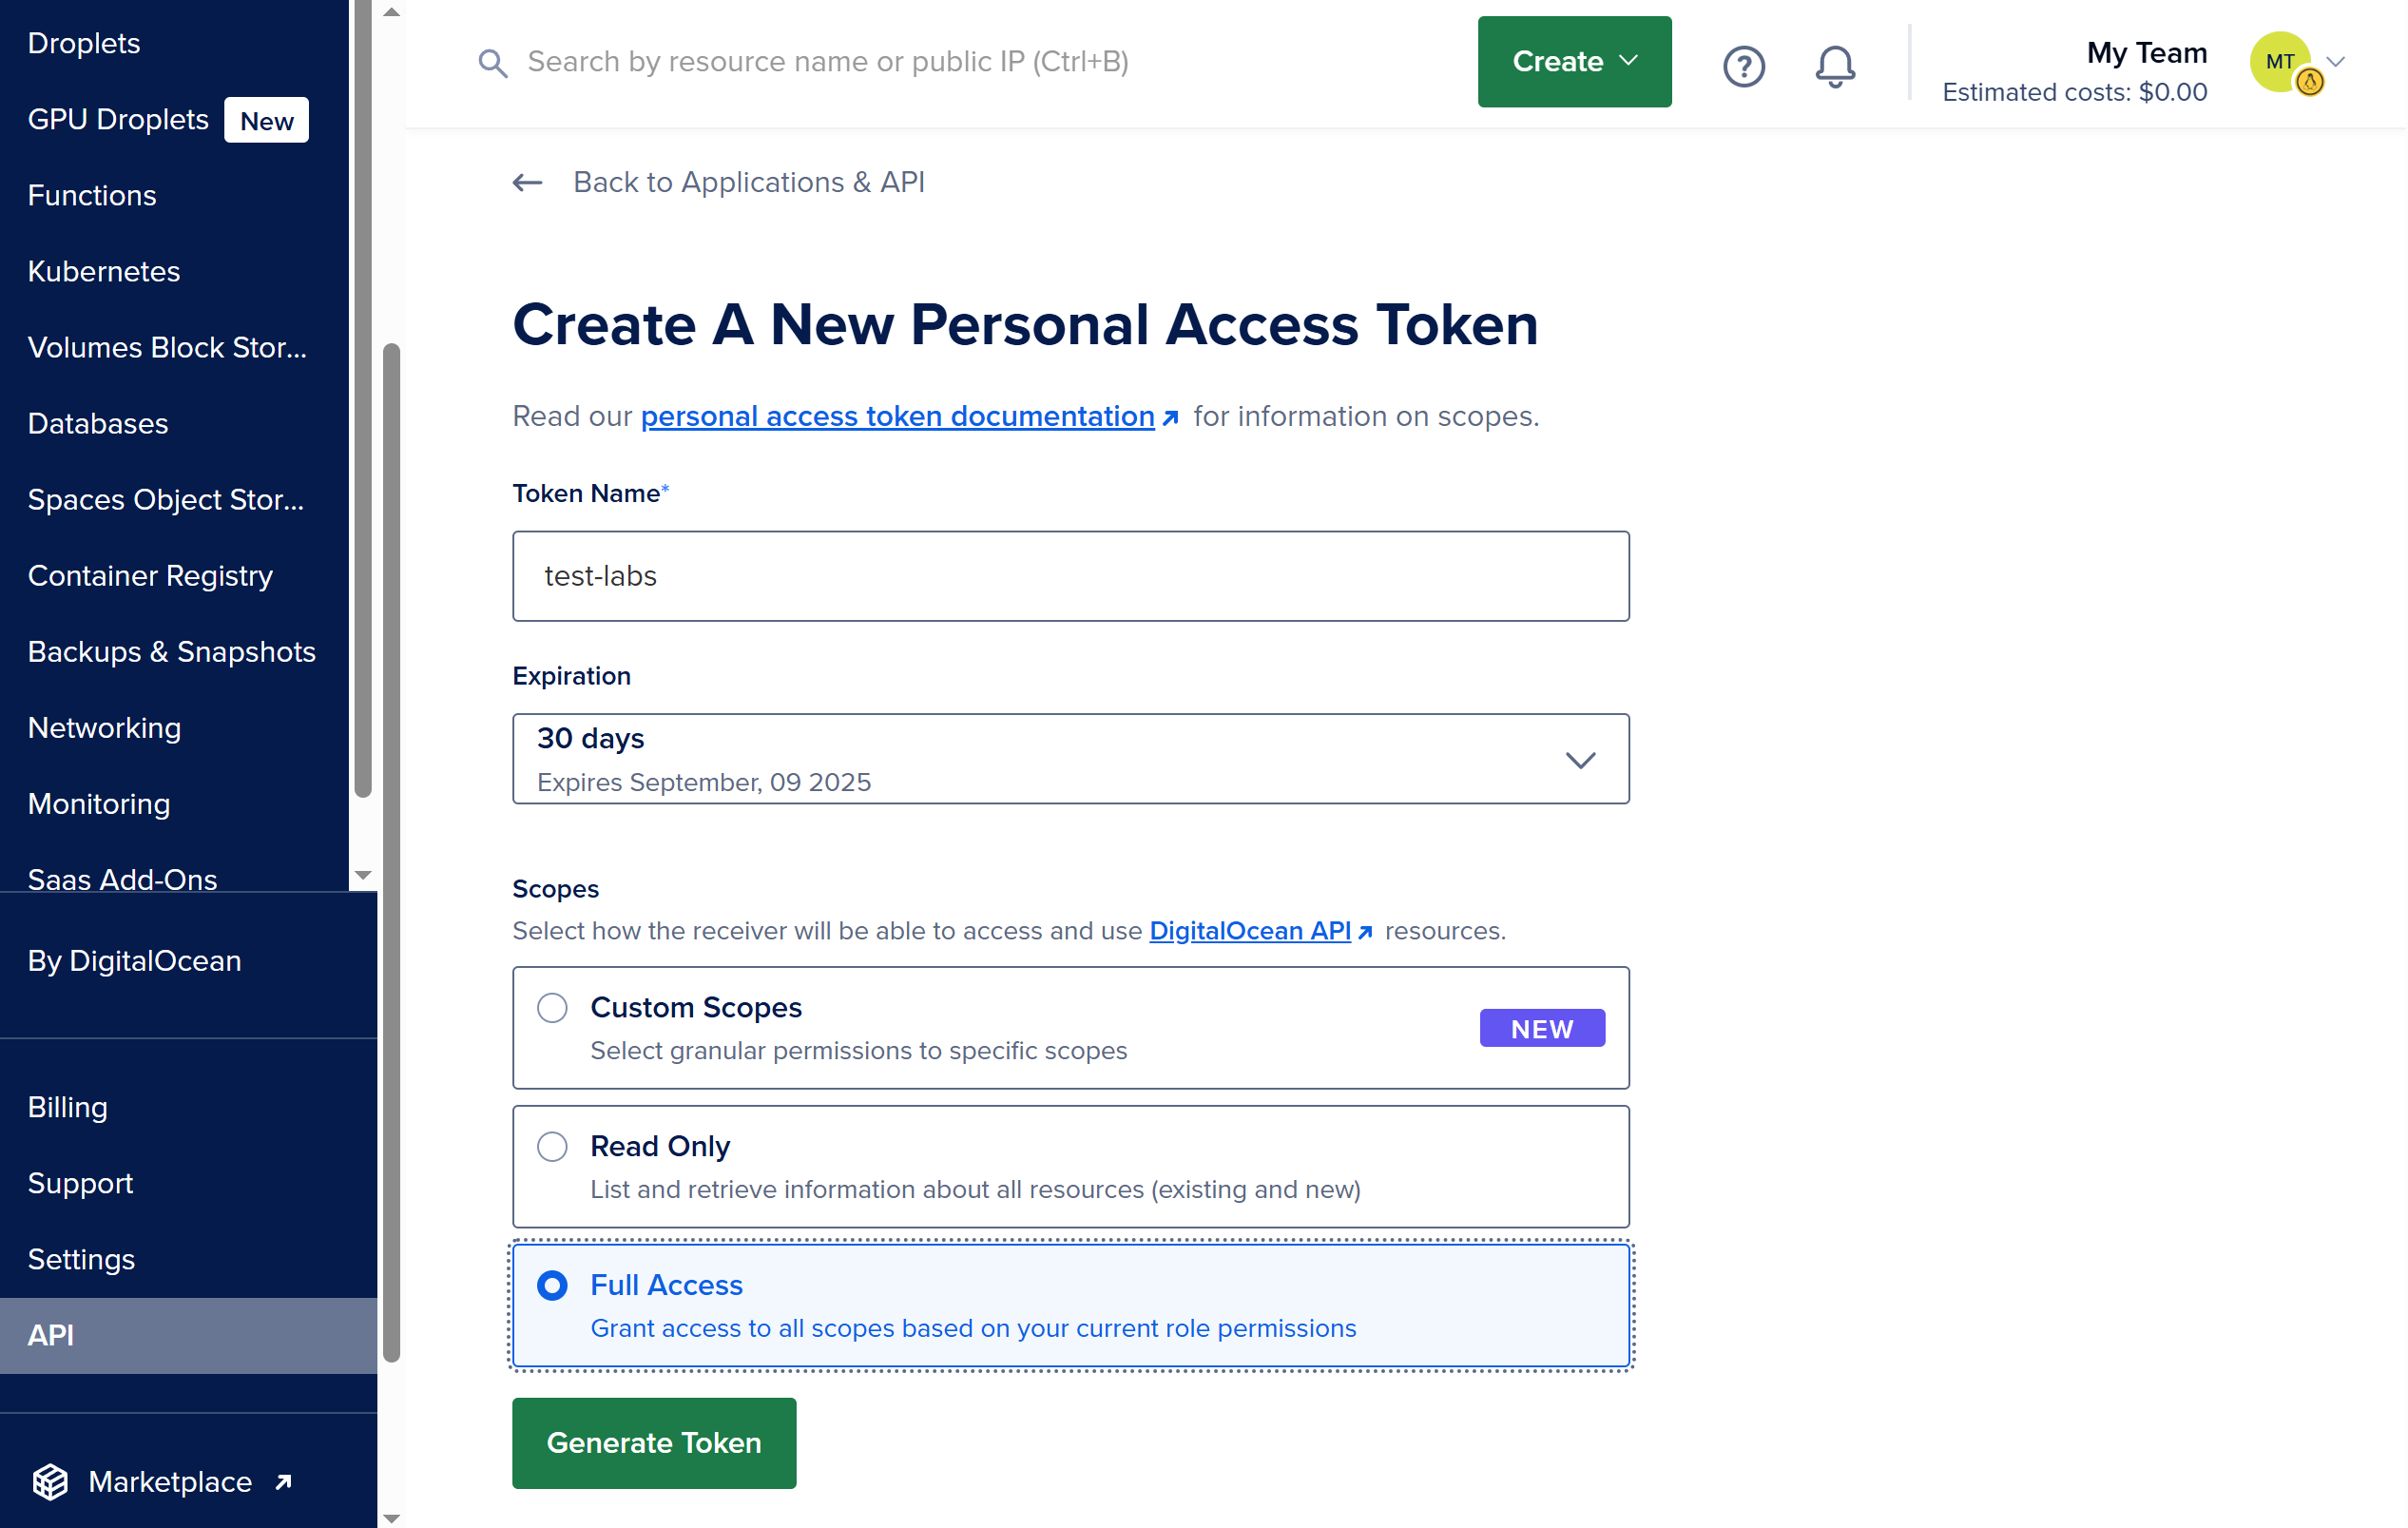 Droplets
GPU Droplets New
Functions
Kubernetes
Volumes Block Stor...
Databases
Spaces Object Stor...
Container Registry
Backups & Snapshots
Networking
Monitoring
Saas Add-Ons
By DigitalOcean
Billing
Support
Settings
API
Marketplace
Search by resource name or public IP (Ctrl+B)
Create
?
My Team
Estimated costs: $0.00
MT
Back to Applications & API
Create A New Personal Access Token
Read our personal access token documentation for information on scopes.
Token Name*
test-labs
Expiration
30 days
Expires September, 09 2025
Scopes
Select how the receiver will be able to access and use DigitalOcean API resources.
Custom Scopes
Select granular permissions to specific scopes
NEW
Read Only
List and retrieve information about all resources (existing and new)
Full Access
Grant access to all scopes based on your current role permissions
Generate Token